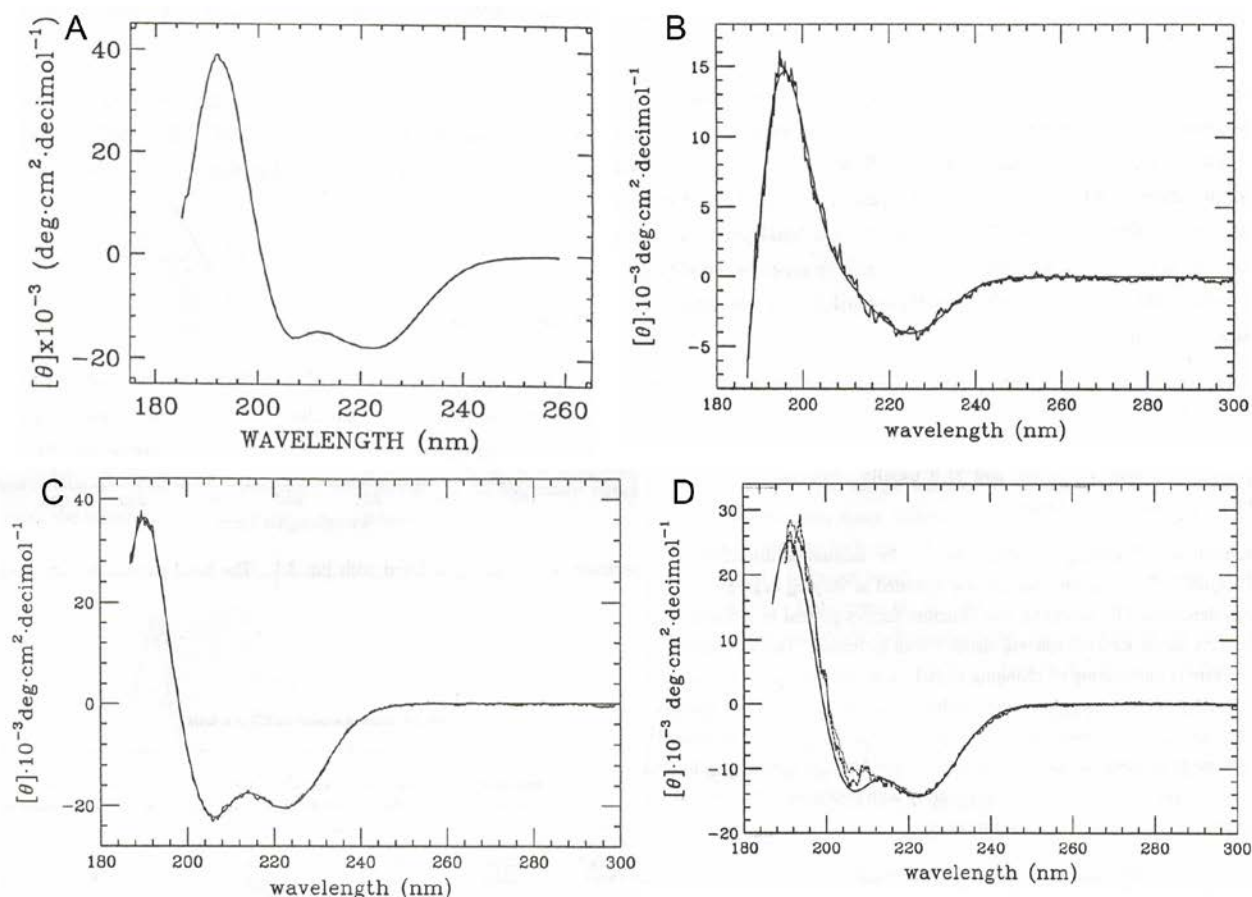 A
[θ]x10⁻³ (deg·cm²·decimol⁻¹)
40
20
0
−20
180 200 220 240 260
WAVELENGTH (nm)
B
[θ]·10⁻³deg·cm²·decimol⁻¹
15
10
5
0
−5
180 200 220 240 260 280 300
wavelength (nm)
C
[θ]·10⁻³deg·cm²·decimol⁻¹
40
20
0
−20
180 200 220 240 260 280 300
wavelength (nm)
D
[θ]·10⁻³ deg·cm²·decimol⁻¹
30
20
10
0
−10
−20
180 200 220 240 260 280 300
wavelength (nm)